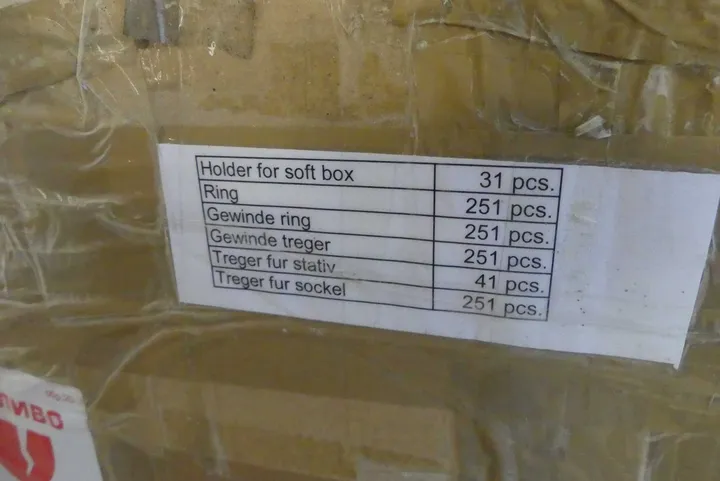 Holder for soft box 31 pcs.
Ring 251 pcs.
Gewinde ring 251 pcs.
Gewinde treger 251 pcs.
Treger fur stativ 41 pcs.
Treger fur sockel 251 pcs.